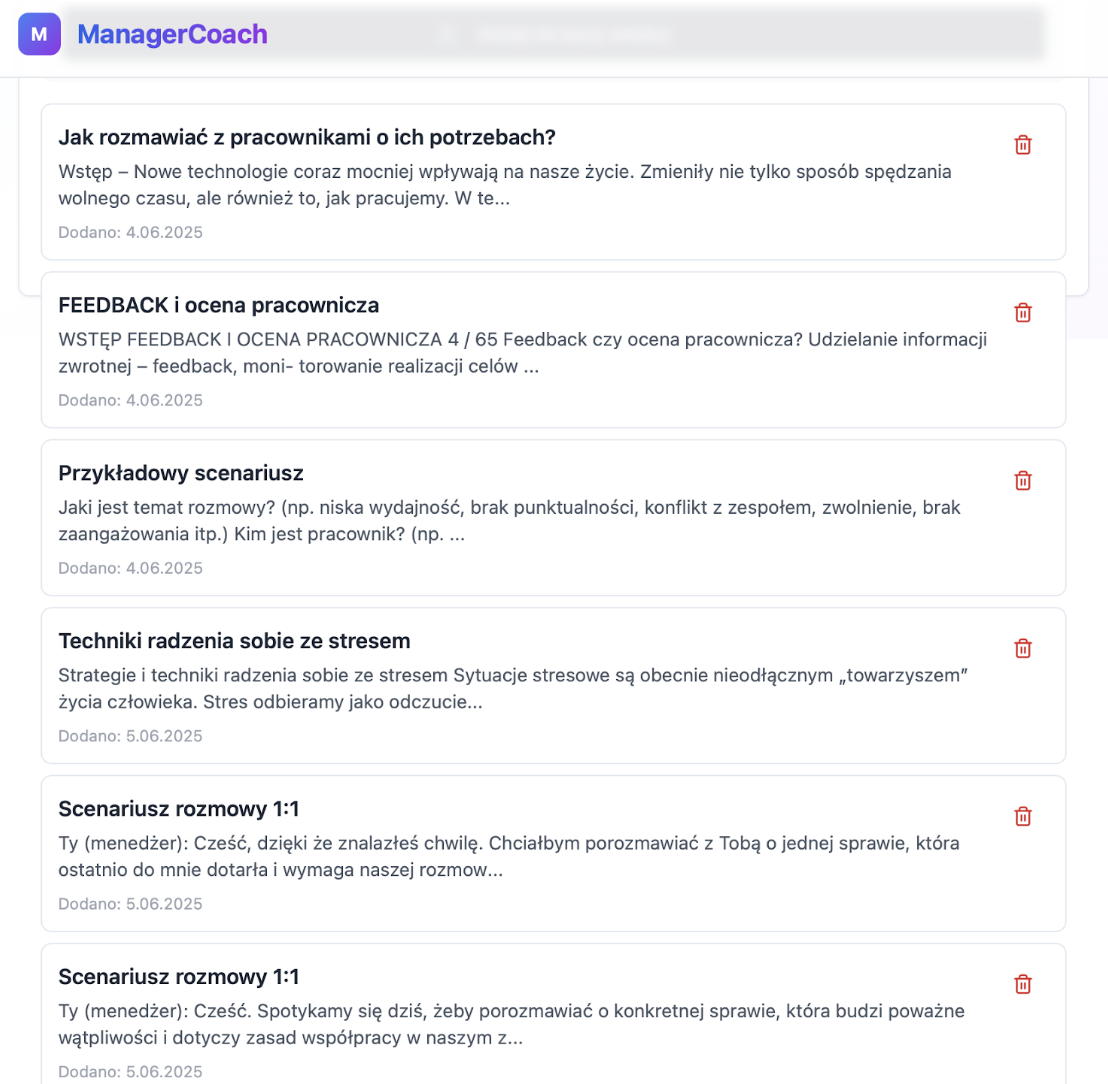 M
ManagerCoach
Jak rozmawiać z pracownikami o ich potrzebach?
Wstęp – Nowe technologie coraz mocniej wpływają na nasze życie. Zmieniły nie tylko sposób spędzania
wolnego czasu, ale również to, jak pracujemy. W te...
Dodano: 4.06.2025
FEEDBACK i ocena pracownicza
WSTĘP FEEDBACK I OCENA PRACOWNICZA 4 / 65 Feedback czy ocena pracownicza? Udzielanie informacji
zwrotnej – feedback, moni- torowanie realizacji celów ...
Dodano: 4.06.2025
Przykładowy scenariusz
Jaki jest temat rozmowy? (np. niska wydajność, brak punktualności, konflikt z zespołem, zwolnienie, brak
zaangażowania itp.) Kim jest pracownik? (np. ...
Dodano: 4.06.2025
Techniki radzenia sobie ze stresem
Strategie i techniki radzenia sobie ze stresem Sytuacje stresowe są obecnie nieodłącznym „towarzyszem”
życia człowieka. Stres odbieramy jako odczucie...
Dodano: 5.06.2025
Scenariusz rozmowy 1:1
Ty (menedżer): Cześć, dzięki że znalazłeś chwilę. Chciałbym porozmawiać z Tobą o jednej sprawie, która
ostatnio do mnie dotarła i wymaga naszej rozmow...
Dodano: 5.06.2025
Scenariusz rozmowy 1:1
Ty (menedżer): Cześć. Spotykamy się dziś, żeby porozmawiać o konkretnej sprawie, która budzi poważne
wątpliwości i dotyczy zasad współpracy w naszym z...
Dodano: 5.06.2025